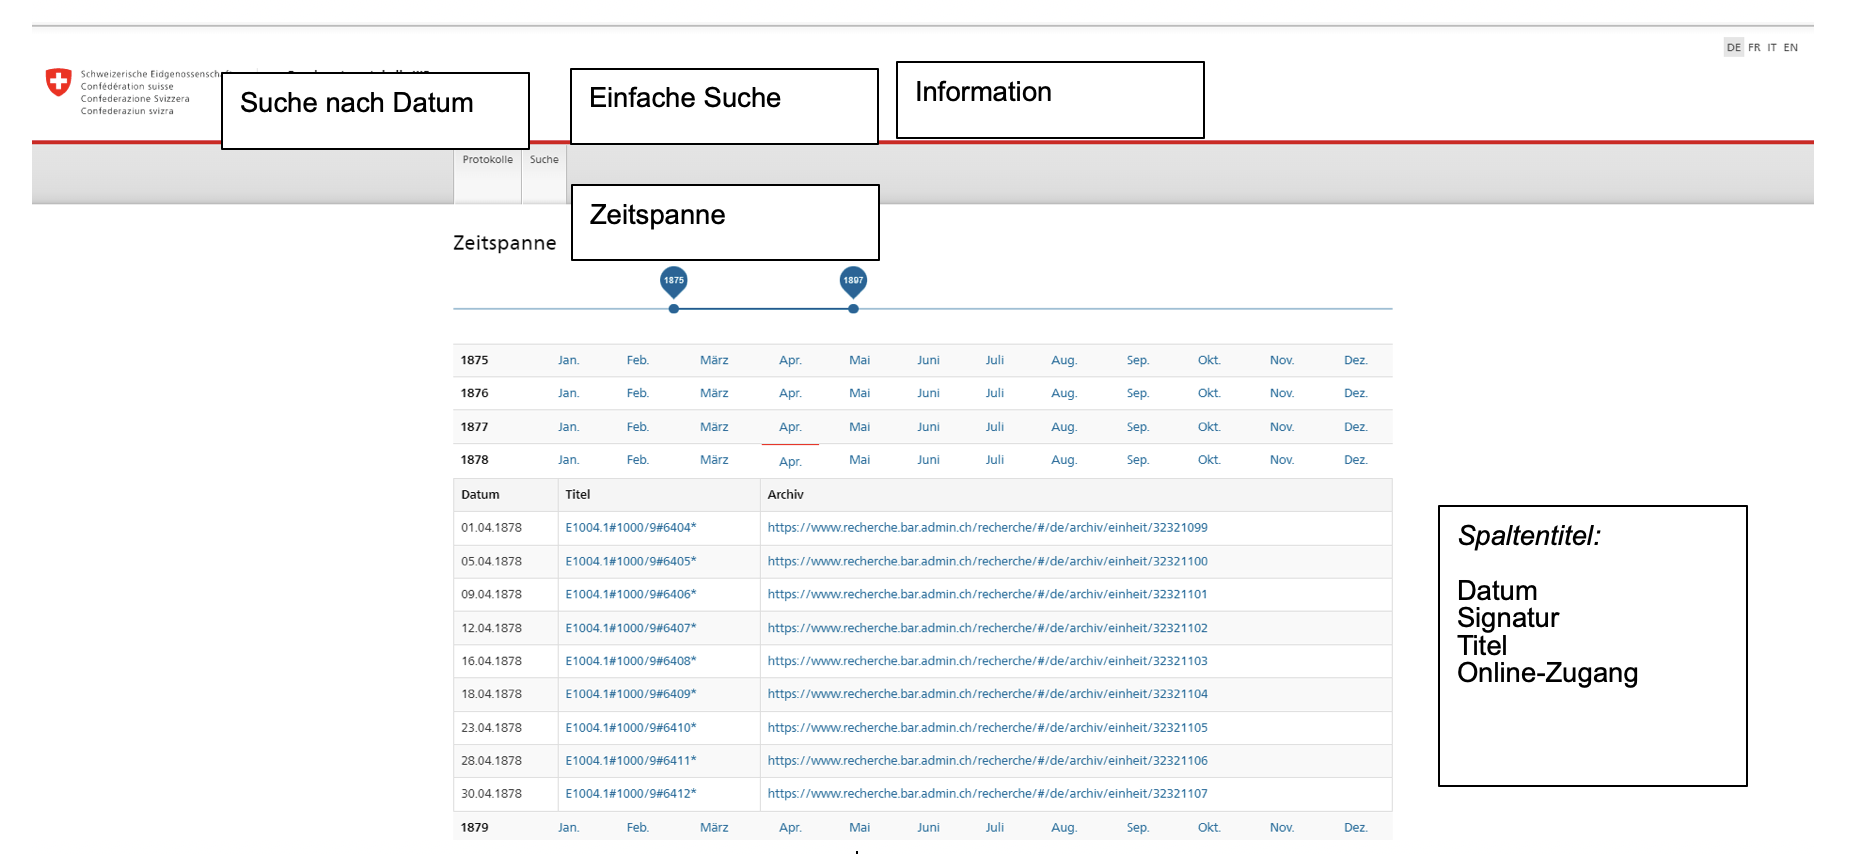 DE FR IT EN
Schweizerische Eidgenossensch
Confédération suisse
Confederazione Svizzera
Confederaziun svizra
Suche nach Datum
Einfache Suche
Information
Protokolle Suche
Zeitspanne
Zeitspanne
1875 1897
1875 Jan. Feb. März Apr. Mai Juni Juli Aug. Sep. Okt. Nov. Dez.
1876 Jan. Feb. März Apr. Mai Juni Juli Aug. Sep. Okt. Nov. Dez.
1877 Jan. Feb. März Apr. Mai Juni Juli Aug. Sep. Okt. Nov. Dez.
1878 Jan. Feb. März Apr. Mai Juni Juli Aug. Sep. Okt. Nov. Dez.
Datum Titel Archiv
01.04.1878 E1004.1#1000/9#6404* https://www.recherche.bar.admin.ch/recherche/#/de/archiv/einheit/32321099
05.04.1878 E1004.1#1000/9#6405* https://www.recherche.bar.admin.ch/recherche/#/de/archiv/einheit/32321100
09.04.1878 E1004.1#1000/9#6406* https://www.recherche.bar.admin.ch/recherche/#/de/archiv/einheit/32321101
12.04.1878 E1004.1#1000/9#6407* https://www.recherche.bar.admin.ch/recherche/#/de/archiv/einheit/32321102
16.04.1878 E1004.1#1000/9#6408* https://www.recherche.bar.admin.ch/recherche/#/de/archiv/einheit/32321103
18.04.1878 E1004.1#1000/9#6409* https://www.recherche.bar.admin.ch/recherche/#/de/archiv/einheit/32321104
23.04.1878 E1004.1#1000/9#6410* https://www.recherche.bar.admin.ch/recherche/#/de/archiv/einheit/32321105
28.04.1878 E1004.1#1000/9#6411* https://www.recherche.bar.admin.ch/recherche/#/de/archiv/einheit/32321106
30.04.1878 E1004.1#1000/9#6412* https://www.recherche.bar.admin.ch/recherche/#/de/archiv/einheit/32321107
1879 Jan. Feb. März Apr. Mai Juni Juli Aug. Sep. Okt. Nov. Dez.
Spaltentitel:
Datum
Signatur
Titel
Online-Zugang